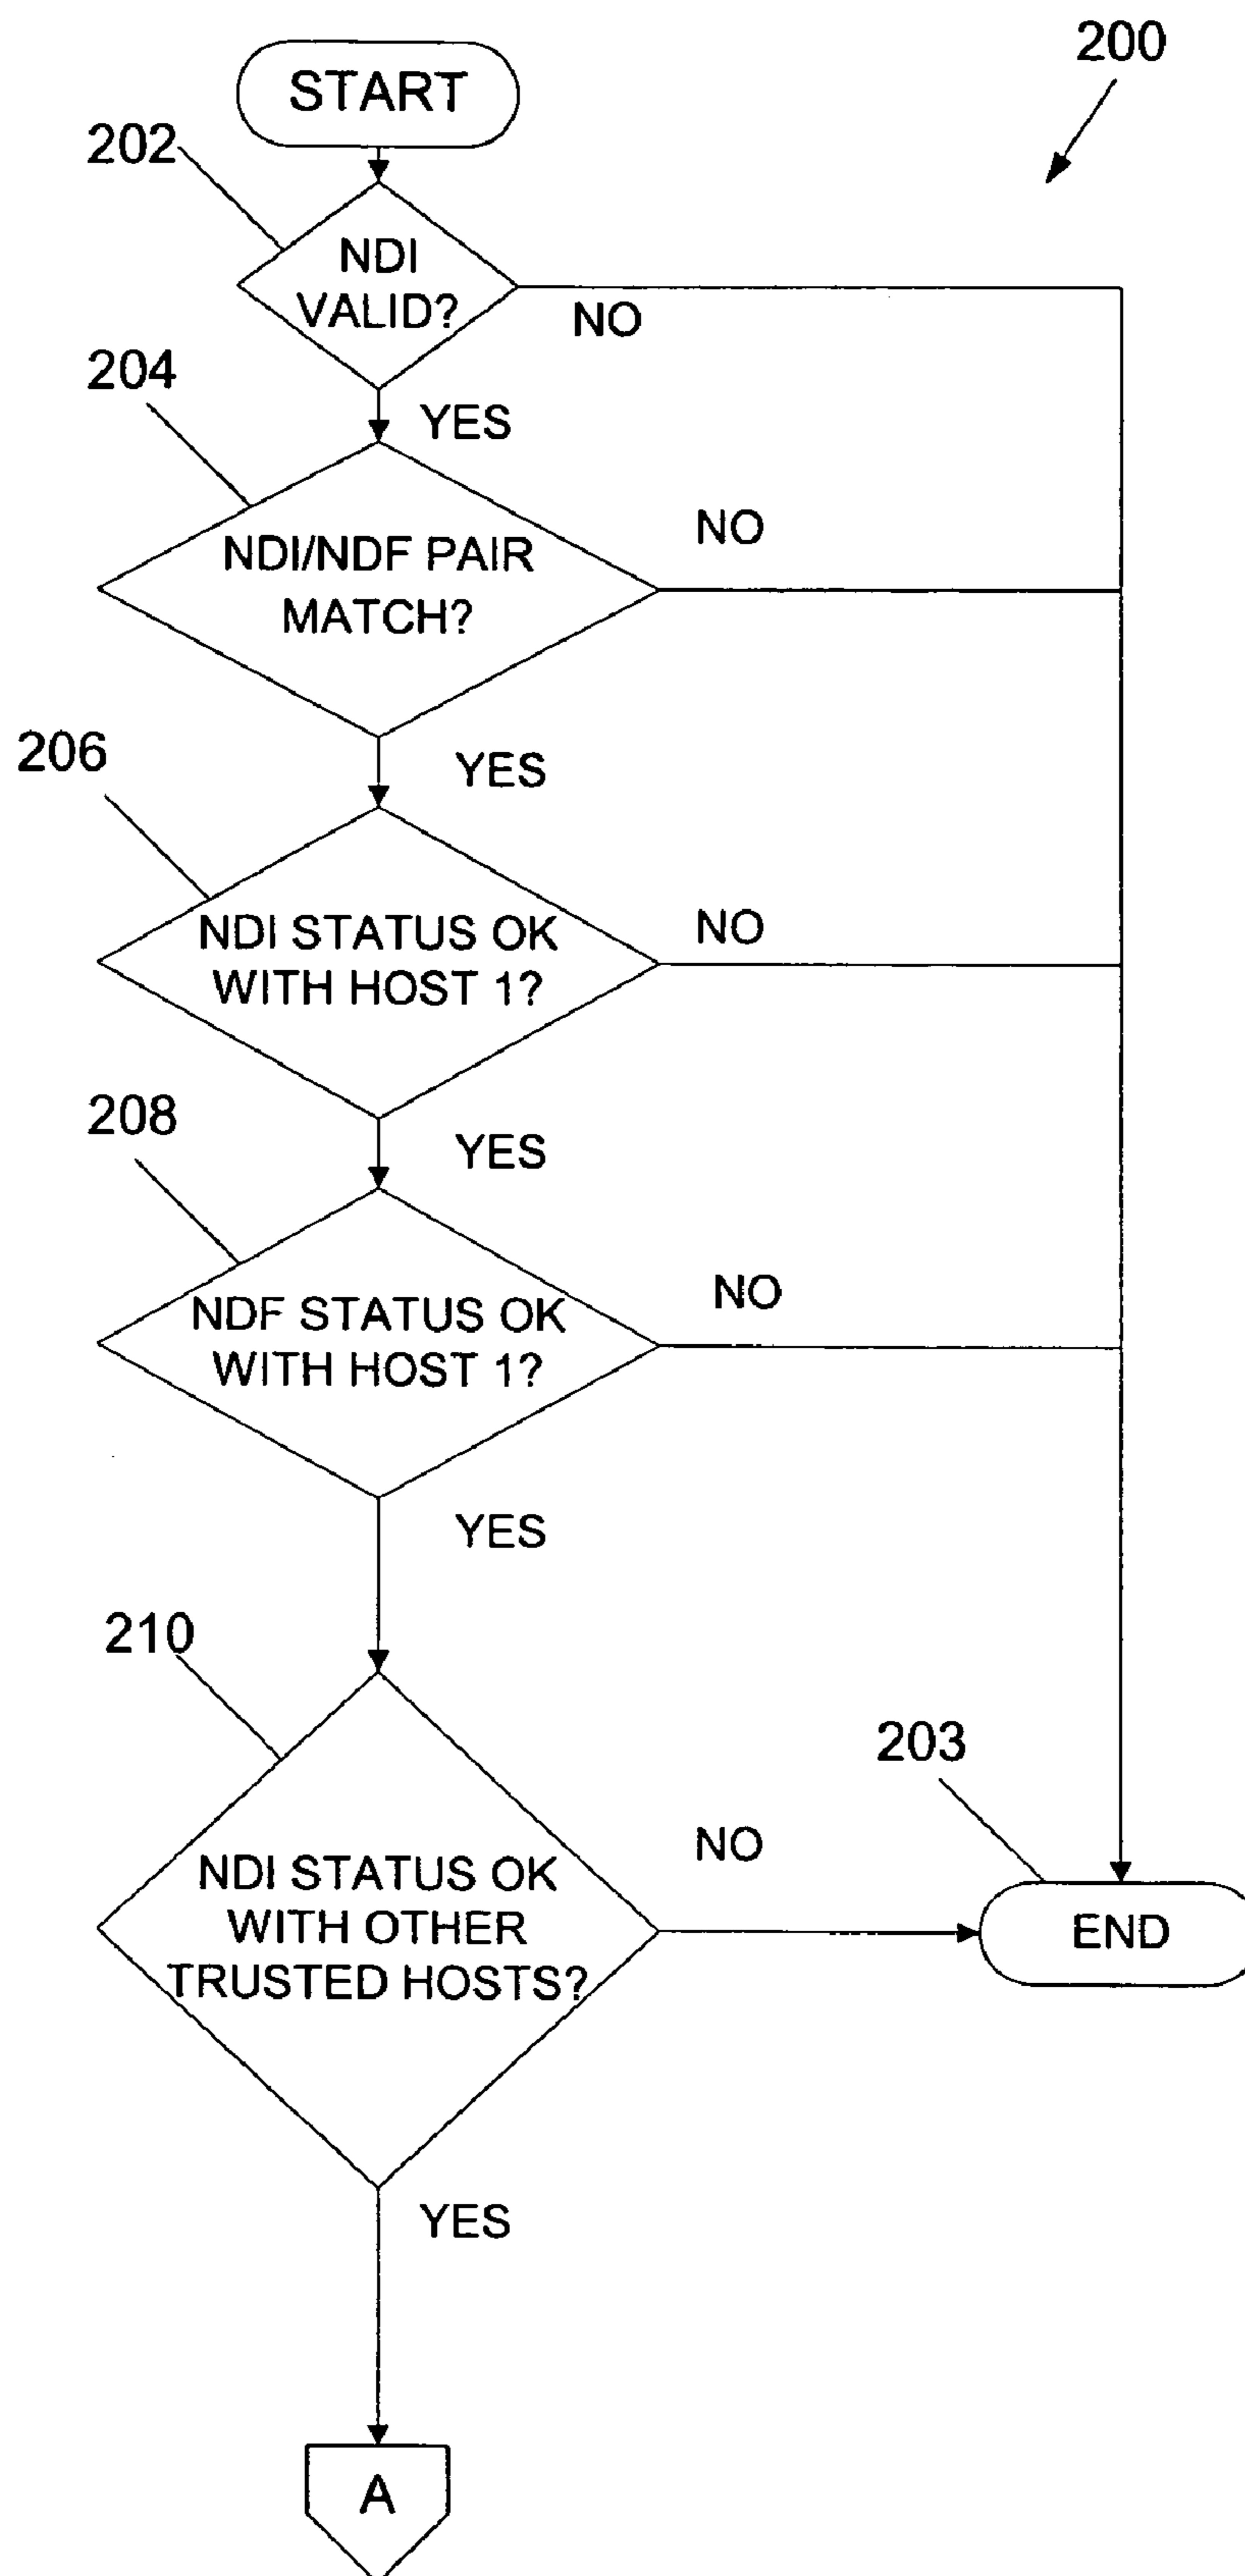 200
START
202
NDI
VALID?
NO
YES
204
NDI/NDF PAIR
MATCH?
NO
YES
206
NDI STATUS OK
WITH HOST 1?
NO
YES
208
NDF STATUS OK
WITH HOST 1?
NO
YES
210
NDI STATUS OK
WITH OTHER
TRUSTED HOSTS?
NO
203
END
YES
A